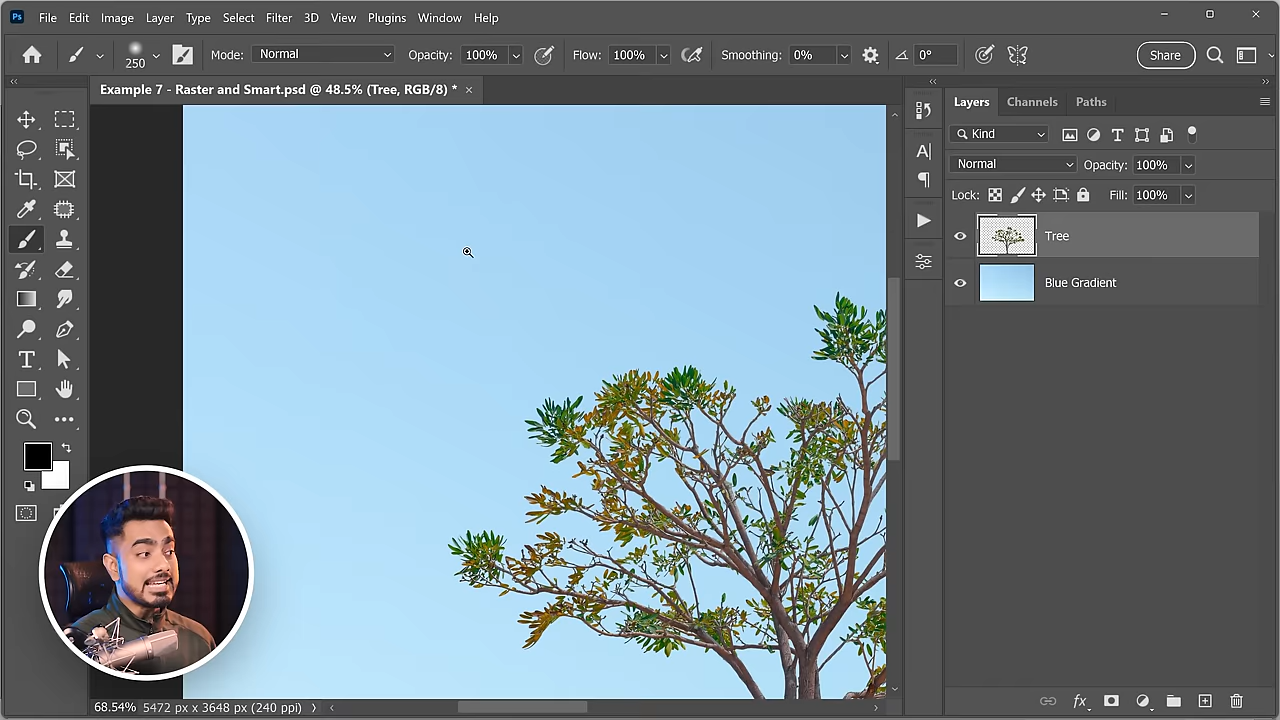 Ps File Edit Image Layer Type Select Filter 3D View Plugins Window Help
250 Mode: Normal Opacity: 100% Flow: 100% Smoothing: 0% 0° Share
Example 7 - Raster and Smart.psd @ 48.5% (Tree, RGB/8) *
Layers Channels Paths
Kind
Normal Opacity: 100%
Lock: Fill: 100%
Tree
Blue Gradient
68.54% 5472 px x 3648 px (240 ppi)